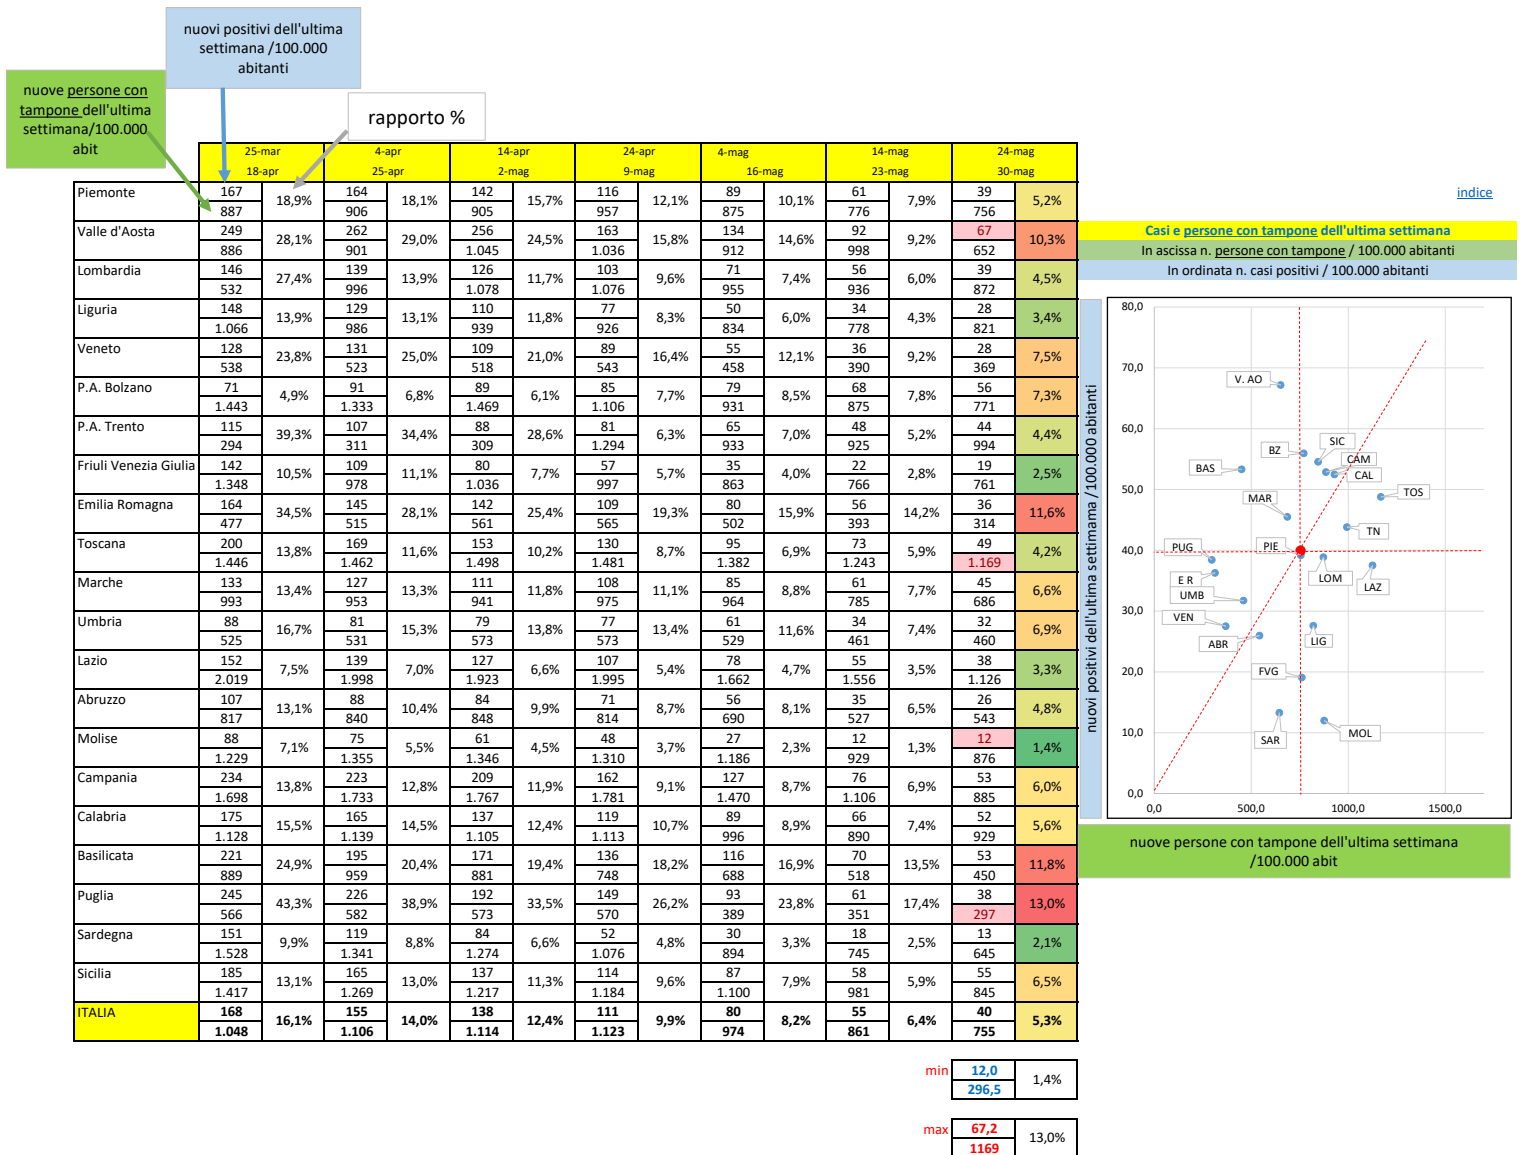 nuovi positivi dell'ultima
settimana /100.000
abitanti
nuove persone con
tampone dell'ultima
settimana/100.000
abit
rapporto %
25-mar 4-apr 14-apr 24-apr 4-mag 14-mag 24-mag
18-apr 25-apr 2-mag 9-mag 16-mag 23-mag 30-mag
Piemonte 167 18,9% 164 18,1% 142 15,7% 116 12,1% 89 10,1% 61 7,9% 39 5,2%
887 906 905 957 875 776 756
Valle d'Aosta 249 28,1% 262 29,0% 256 24,5% 163 15,8% 134 14,6% 92 9,2% 67 10,3%
886 901 1.045 1.036 912 998 652
Lombardia 146 27,4% 139 13,9% 126 11,7% 103 9,6% 71 7,4% 56 6,0% 39 4,5%
532 996 1.078 1.076 955 936 872
Liguria 148 13,9% 129 13,1% 110 11,8% 77 8,3% 50 6,0% 34 4,3% 28 3,4%
1.066 986 939 926 834 778 821
Veneto 128 23,8% 131 25,0% 109 21,0% 89 16,4% 55 12,1% 36 9,2% 28 7,5%
538 523 518 543 458 390 369
P.A. Bolzano 71 4,9% 91 6,8% 89 6,1% 85 7,7% 79 8,5% 68 7,8% 56 7,3%
1.443 1.333 1.469 1.106 931 875 771
P.A. Trento 115 39,3% 107 34,4% 88 28,6% 81 6,3% 65 7,0% 48 5,2% 44 4,4%
294 311 309 1.294 933 925 994
Friuli Venezia Giulia 142 10,5% 109 11,1% 80 7,7% 57 5,7% 35 4,0% 22 2,8% 19 2,5%
1.348 978 1.036 997 863 766 761
Emilia Romagna 164 34,5% 145 28,1% 142 25,4% 109 19,3% 80 15,9% 56 14,2% 36 11,6%
477 515 561 565 502 393 314
Toscana 200 13,8% 169 11,6% 153 10,2% 130 8,7% 95 6,9% 73 5,9% 49 4,2%
1.446 1.462 1.498 1.481 1.382 1.243 1.169
Marche 133 13,4% 127 13,3% 111 11,8% 108 11,1% 85 8,8% 61 7,7% 45 6,6%
993 953 941 975 964 785 686
Umbria 88 16,7% 81 15,3% 79 13,8% 77 13,4% 61 11,6% 34 7,4% 32 6,9%
525 531 573 573 529 461 460
Lazio 152 7,5% 139 7,0% 127 6,6% 107 5,4% 78 4,7% 55 3,5% 38 3,3%
2.019 1.998 1.923 1.995 1.662 1.556 1.126
Abruzzo 107 13,1% 88 10,4% 84 9,9% 71 8,7% 56 8,1% 35 6,5% 26 4,8%
817 840 848 814 690 527 543
Molise 88 7,1% 75 5,5% 61 4,5% 48 3,7% 27 2,3% 12 1,3% 12 1,4%
1.229 1.355 1.346 1.310 1.186 929 876
Campania 234 13,8% 223 12,8% 209 11,9% 162 9,1% 127 8,7% 76 6,9% 53 6,0%
1.698 1.733 1.767 1.781 1.470 1.106 885
Calabria 175 15,5% 165 14,5% 137 12,4% 119 10,7% 89 8,9% 66 7,4% 52 5,6%
1.128 1.139 1.105 1.113 996 890 929
Basilicata 221 24,9% 195 20,4% 171 19,4% 136 18,2% 116 16,9% 70 13,5% 53 11,8%
889 959 881 748 688 518 450
Puglia 245 43,3% 226 38,9% 192 33,5% 149 26,2% 93 23,8% 61 17,4% 38 13,0%
566 582 573 570 389 351 297
Sardegna 151 9,9% 119 8,8% 84 6,6% 52 4,8% 30 3,3% 18 2,5% 13 2,1%
1.528 1.341 1.274 1.076 894 745 645
Sicilia 185 13,1% 165 13,0% 137 11,3% 114 9,6% 87 7,9% 58 5,9% 55 6,5%
1.417 1.269 1.217 1.184 1.100 981 845
ITALIA 168 16,1% 155 14,0% 138 12,4% 111 9,9% 80 8,2% 55 6,4% 40 5,3%
1.048 1.106 1.114 1.123 974 861 755
min 12,0 1,4%
296,5
max 67,2 13,0%
1169
indice
Casi e persone con tampone dell'ultima settimana
In ascissa n. persone con tampone / 100.000 abitanti
In ordinata n. casi positivi / 100.000 abitanti
nuovi positivi dell'ultima settimamana /100.000 abitanti
80,0
70,0
V. AO
60,0
BZ SIC
BAS CAM
CAL
50,0
TOS
MAR
TN
40,0
PUG PIE
E R LOM
LAZ
UMB
30,0
VEN
ABR LIG
20,0
FVG
10,0
SAR MOL
0,0
0,0 500,0 1000,0 1500,0
nuove persone con tampone dell'ultima settimana
/100.000 abit